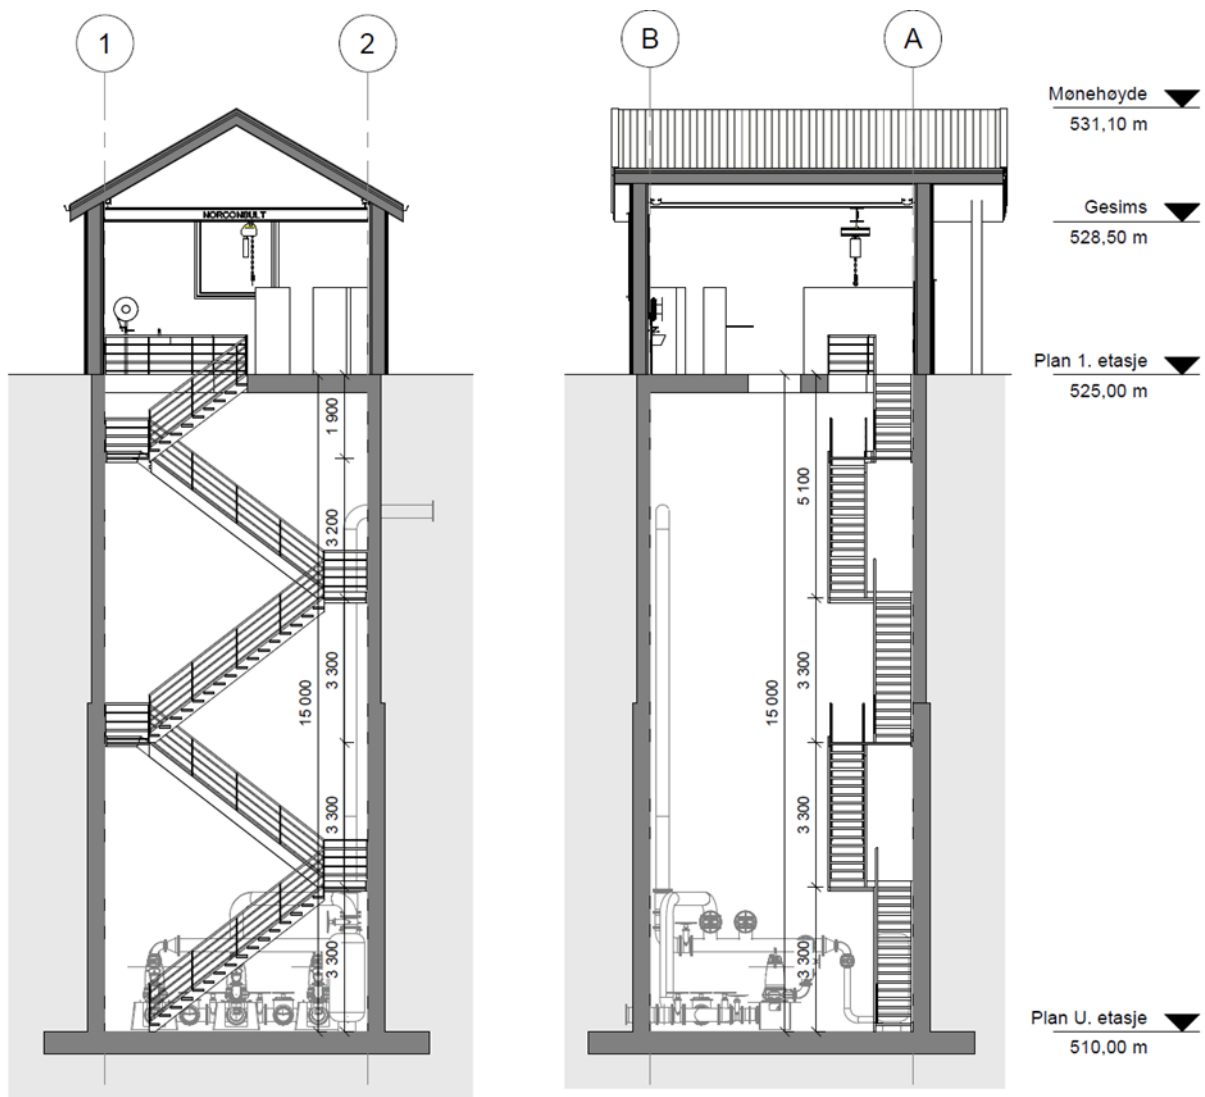 1
2
B
A
Mønehøyde
531,10 m
NORCONSULT
Gesims
528,50 m
Plan 1. etasje
525,00 m
1 900
3 200
3 300
15 000
3 300
3 300
5 100
15 000
3 300
3 300
3 300
Plan U. etasje
510,00 m